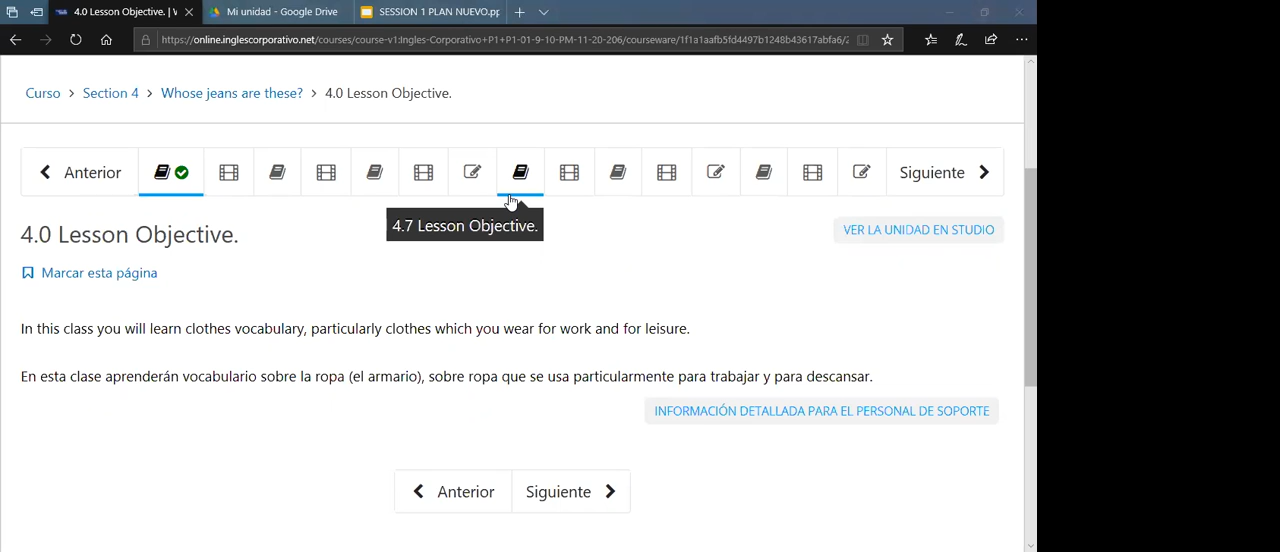 4.0 Lesson Objective. | V
Mi unidad - Google Drive
SESSION 1 PLAN NUEVO.pp
https://online.inglescorporativo.net/courses/course-v1:Ingles-Corporativo+P1+P1-01-9-10-PM-11-20-206/courseware/1f1a1aafb5fd4497b1248b43617abfa6/2
Curso > Section 4 > Whose jeans are these? > 4.0 Lesson Objective.
Anterior
Siguiente
4.7 Lesson Objective.
4.0 Lesson Objective.
VER LA UNIDAD EN STUDIO
Marcar esta página
In this class you will learn clothes vocabulary, particularly clothes which you wear for work and for leisure.
En esta clase aprenderán vocabulario sobre la ropa (el armario), sobre ropa que se usa particularmente para trabajar y para descansar.
INFORMACIÓN DETALLADA PARA EL PERSONAL DE SOPORTE
Anterior
Siguiente